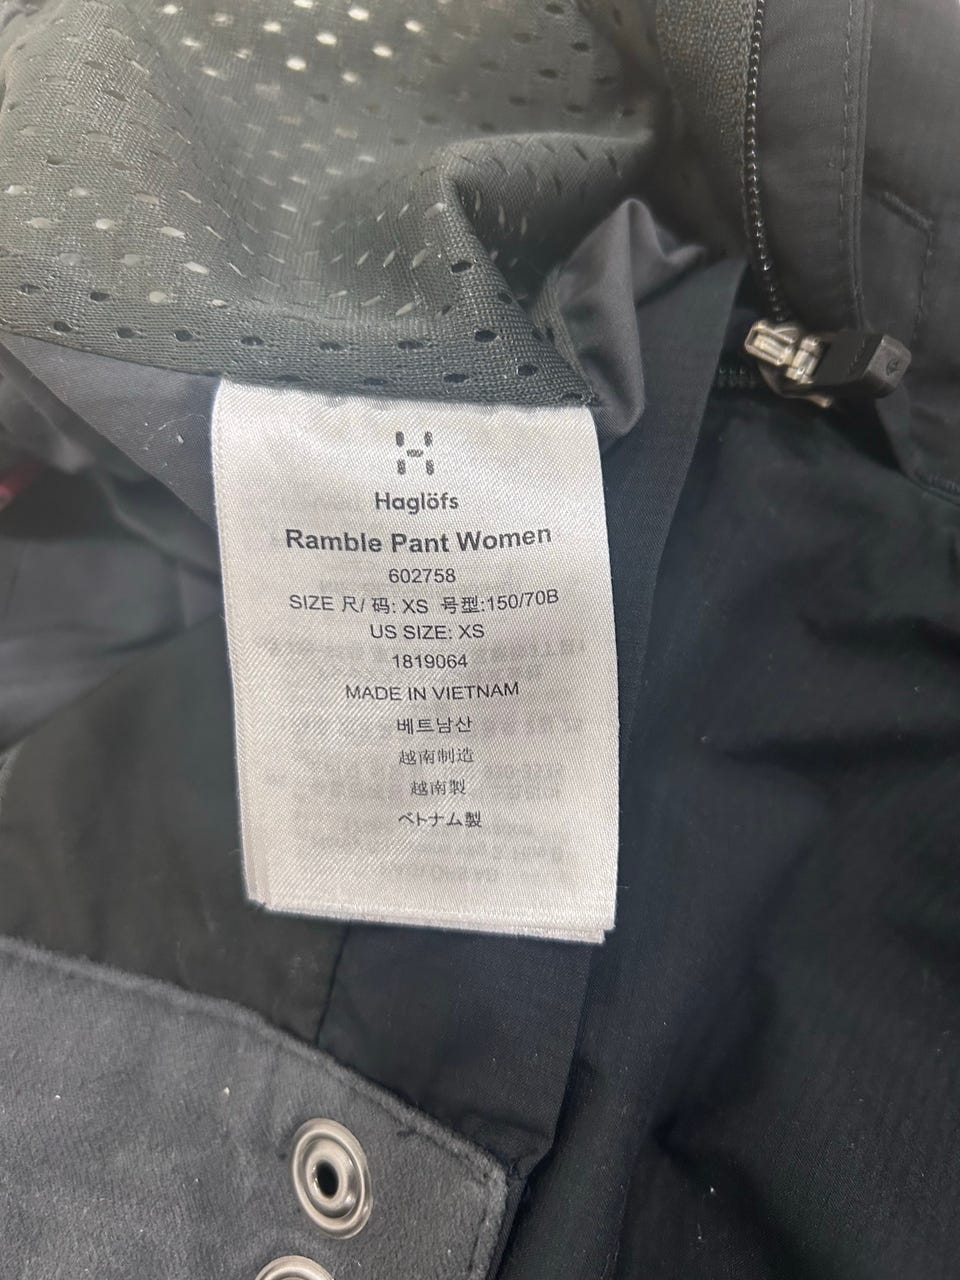 Haglöfs
Ramble Pant Women
602758
SIZE 尺/ 码: XS 号型:150/70B
US SIZE: XS
1819064
MADE IN VIETNAM
베트남산
越南制造
越南製
ベトナム製